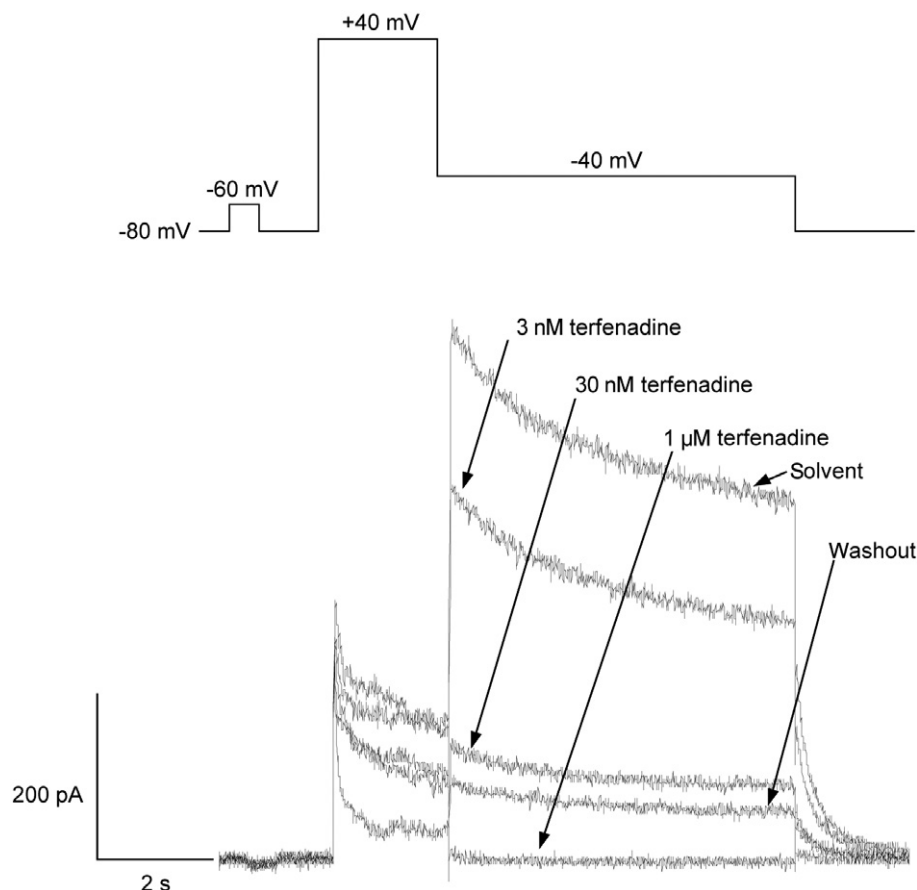 +40 mV
-40 mV
-60 mV
-80 mV
3 nM terfenadine
30 nM terfenadine
1 µM terfenadine
Solvent
Washout
200 pA
2 s